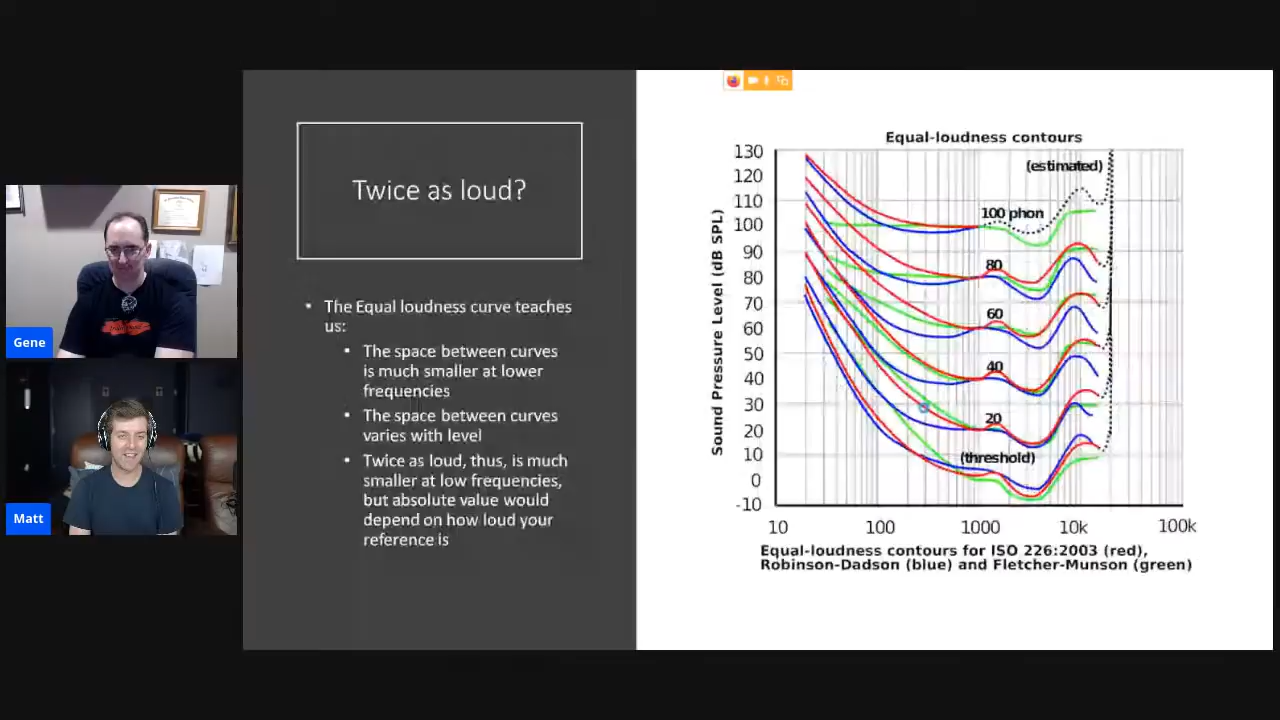 Twice as loud?
• The Equal loudness curve teaches
us:
• The space between curves
is much smaller at lower
frequencies
• The space between curves
varies with level
• Twice as loud, thus, is much
smaller at low frequencies,
but absolute value would
depend on how loud your
reference is
Gene
Matt
Equal-loudness contours
Sound Pressure Level (dB SPL)
130
120
110
100
90
80
70
60
50
40
30
20
10
0
-10
(estimated)
100 phon
80
60
40
20
(threshold)
10 100 1000 10k 100k
Equal-loudness contours for ISO 226:2003 (red),
Robinson-Dadson (blue) and Fletcher-Munson (green)